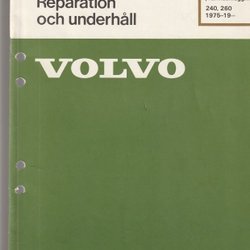 Reparation
och underhåll
240, 260
1975-19--
VOLVO